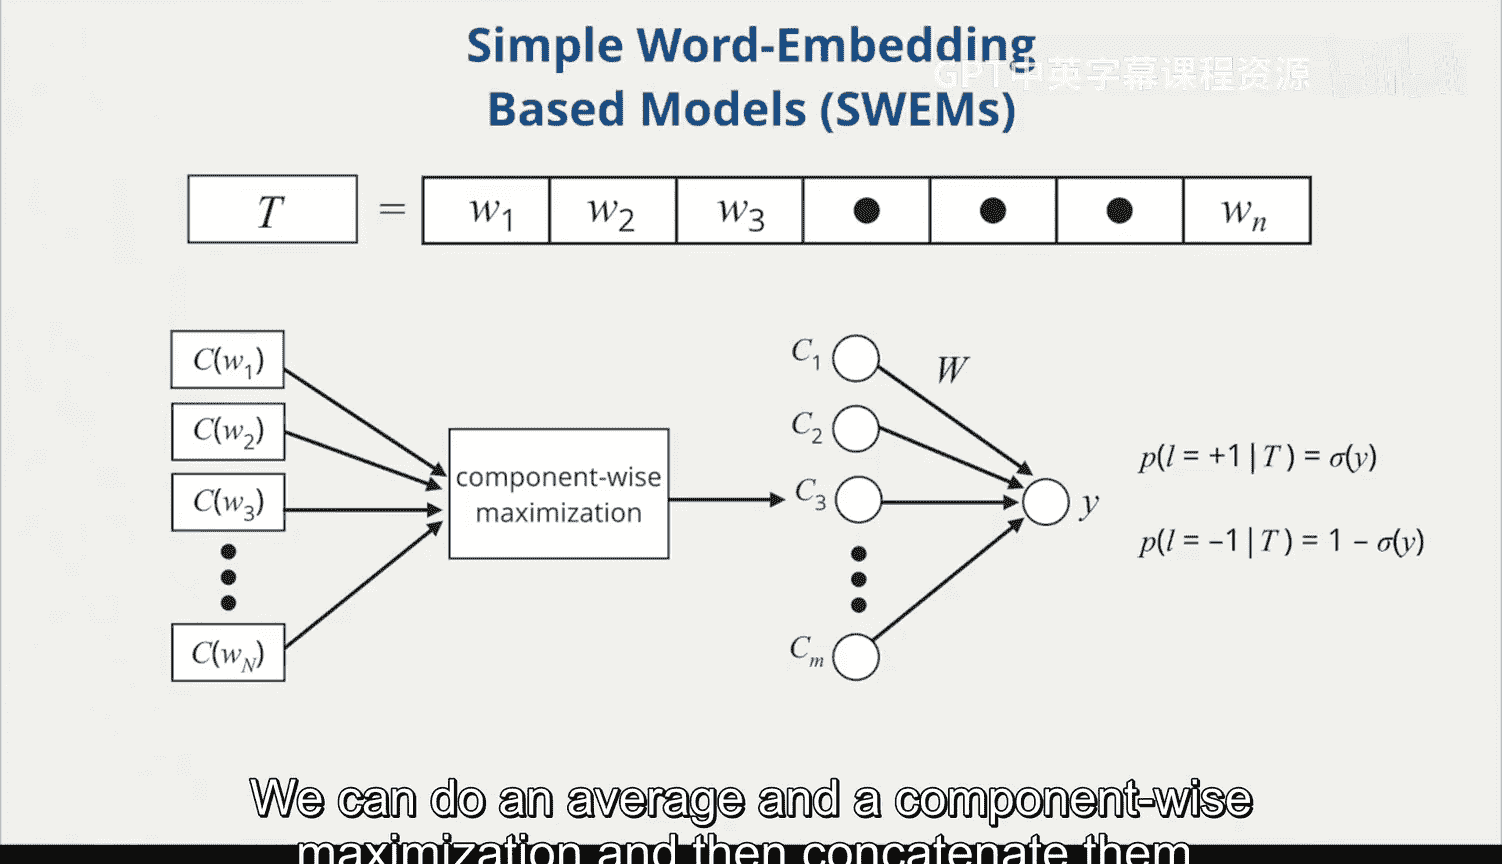 Simple Word-Embedding
GPT中英字幕课程资源
Based Models (SWEMs)
T = w₁ w₂ w₃ ● ● ● wₙ
C(w₁)
C(w₂)
C(w₃)
C(w_N)
component-wise
maximization
C₁
C₂
C₃
Cₘ
W
y
p(l = +1 | T) = σ(y)
p(l = –1 | T) = 1 – σ(y)
We can do an average and a component-wise
maximization and then concatenate them